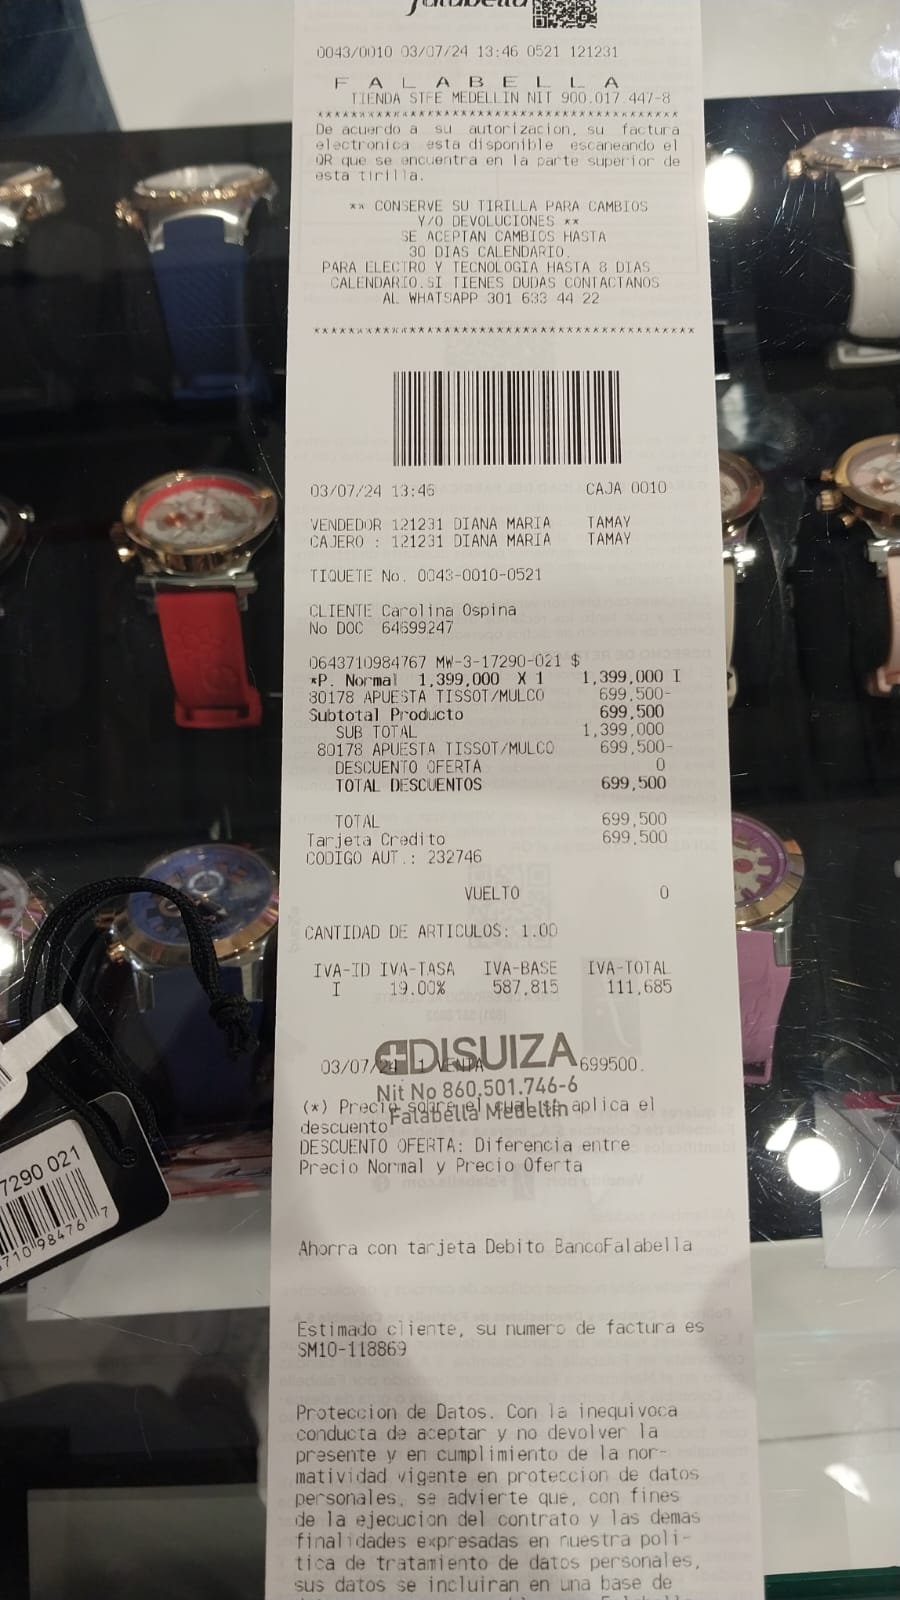 falabella
0043/0010 03/07/24 13:46 0521 121231
F A L A B E L L A
TIENDA STFE MEDELLIN NIT 900.017.447-8
****************************************
De acuerdo a su autorizacion, su factura
electronica esta disponible escaneando el
QR que se encuentra en la parte superior de
esta tirilla.
** CONSERVE SU TIRILLA PARA CAMBIOS
Y/O DEVOLUCIONES **
SE ACEPTAN CAMBIOS HASTA
30 DIAS CALENDARIO.
PARA ELECTRO Y TECNOLOGIA HASTA 8 DIAS
CALENDARIO.SI TIENES DUDAS CONTACTANOS
AL WHATSAPP 301 633 44 22
****************************************
03/07/24 13:46 CAJA 0010
VENDEDOR 121231 DIANA MARIA TAMAY
CAJERO : 121231 DIANA MARIA TAMAY
TIQUETE No. 0043-0010-0521
CLIENTE Carolina Ospina
No DOC 64699247
0643710984767 MW-3-17290-021 $
*P. Normal 1,399,000 X 1 1,399,000 I
80178 APUESTA TISSOT/MULCO 699,500-
Subtotal Producto 699,500
SUB TOTAL 1,399,000
80178 APUESTA TISSOT/MULCO 699,500-
DESCUENTO OFERTA 0
TOTAL DESCUENTOS 699,500
TOTAL 699,500
Tarjeta Credito 699,500
CODIGO AUT.: 232746
VUELTO 0
CANTIDAD DE ARTICULOS: 1.00
IVA-ID IVA-TASA IVA-BASE IVA-TOTAL
I 19.00% 587,815 111,685
DISUIZA
03/07/24 1 VENTA 699500.
Nit No 860.501.746-6
(*) Precio sobre el cual se aplica el
Falabella Medellín
descuento
DESCUENTO OFERTA: Diferencia entre
Precio Normal y Precio Oferta
7290 021
710 98476 7
Ahorra con tarjeta Debito BancoFalabella
Estimado cliente, su numero de factura es
SM10-118869
Proteccion de Datos. Con la inequivoca
conducta de aceptar y no devolver la
presente y en cumplimiento de la nor-
matividad vigente en proteccion de datos
personales, se advierte que, con fines
de la ejecucion del contrato y las demas
finalidades expresadas en nuestra poli-
tica de tratamiento de datos personales,
sus datos se incluiran en una base de